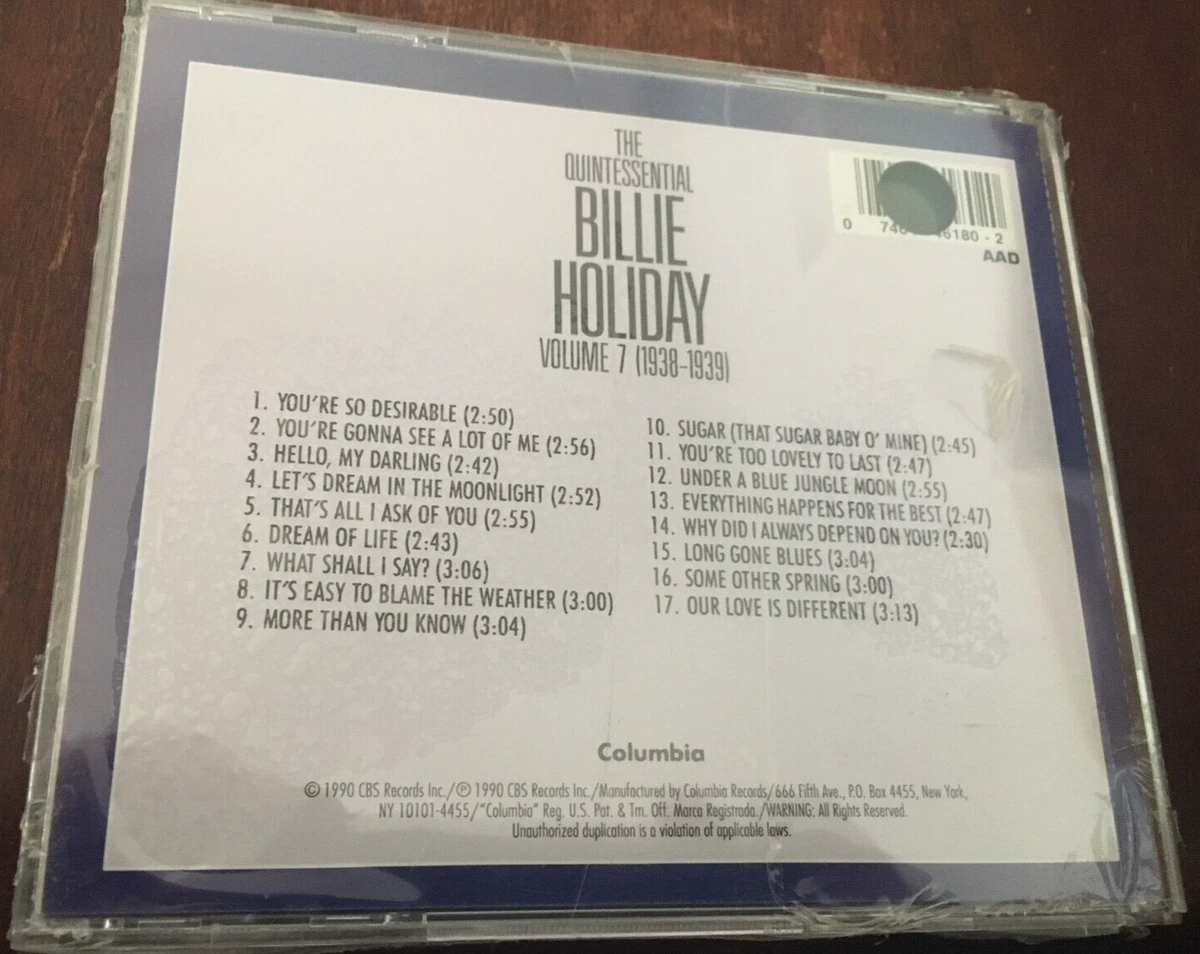 THE
QUINTESSENTIAL
BILLIE
HOLIDAY
VOLUME 7 (1938-1939)
0 6180 - 2
AAD
1. YOU'RE SO DESIRABLE (2:50)
2. YOU'RE GONNA SEE A LOT OF ME (2:56)
3. HELLO, MY DARLING (2:42)
4. LET'S DREAM IN THE MOONLIGHT (2:52)
5. THAT'S ALL I ASK OF YOU (2:55)
6. DREAM OF LIFE (2:43)
7. WHAT SHALL I SAY? (3:06)
8. IT'S EASY TO BLAME THE WEATHER (3:00)
9. MORE THAN YOU KNOW (3:04)
10. SUGAR (THAT SUGAR BABY O' MINE) (2:45)
11. YOU'RE TOO LOVELY TO LAST (2:47)
12. UNDER A BLUE JUNGLE MOON (2:55)
13. EVERYTHING HAPPENS FOR THE BEST (2:47)
14. WHY DID I ALWAYS DEPEND ON YOU? (2:30)
15. LONG GONE BLUES (3:04)
16. SOME OTHER SPRING (3:00)
17. OUR LOVE IS DIFFERENT (3:13)
Columbia
© 1990 CBS Records Inc./℗ 1990 CBS Records Inc./Manufactured by Columbia Records/666 Fifth Ave., P.O. Box 4455, New York,
NY 10101-4455/"Columbia" Reg. U.S. Pat. & Tm. Off. Marca Registrada./WARNING: All Rights Reserved.
Unauthorized duplication is a violation of applicable laws.